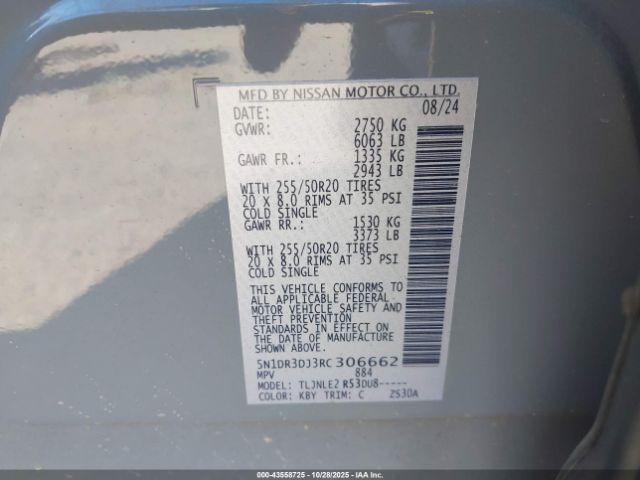 MFD BY NISSAN MOTOR CO., LTD.
DATE: 08/24
GVWR: 2750 KG
6063 LB
GAWR FR.: 1335 KG
2943 LB
WITH 255/50R20 TIRES
20 X 8.0 RIMS AT 35 PSI
COLD SINGLE
GAWR RR.: 1530 KG
3373 LB
WITH 255/50R20 TIRES
20 X 8.0 RIMS AT 35 PSI
COLD SINGLE
THIS VEHICLE CONFORMS TO
ALL APPLICABLE FEDERAL
MOTOR VEHICLE SAFETY AND
THEFT PREVENTION
STANDARDS IN EFFECT ON
THE DATE OF MANUFACTURE
SHOWN ABOVE.
5N1DR3DJ3RC306662
MPV 884
MODEL: TLJNLE2 R53DU8-----
COLOR: KBY TRIM: C ZS3DA
000-43558725 - 10/28/2025 - © IAA, Inc.